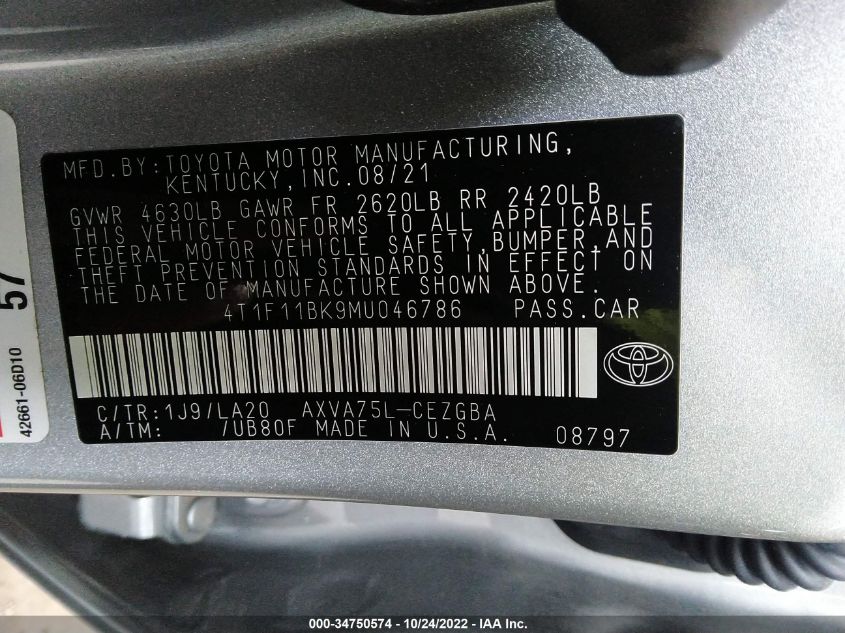 MFD.BY:TOYOTA MOTOR MANUFACTURING,
KENTUCKY,INC.08/21
GVWR 4630LB GAWR FR 2620LB RR 2420LB
THIS VEHICLE CONFORMS TO ALL APPLICABLE
FEDERAL MOTOR VEHICLE SAFETY,BUMPER,AND
THEFT PREVENTION STANDARDS IN EFFECT ON
THE DATE OF MANUFACTURE SHOWN ABOVE.
4T1F11BK9MU046786 PASS.CAR
C/TR:1J9/LA20 AXVA75L-CEZGBA
A/TM: /UB80F MADE IN U.S.A. 08797
57
42661-06D10
000-34750574 - 10/24/2022 - IAA Inc.